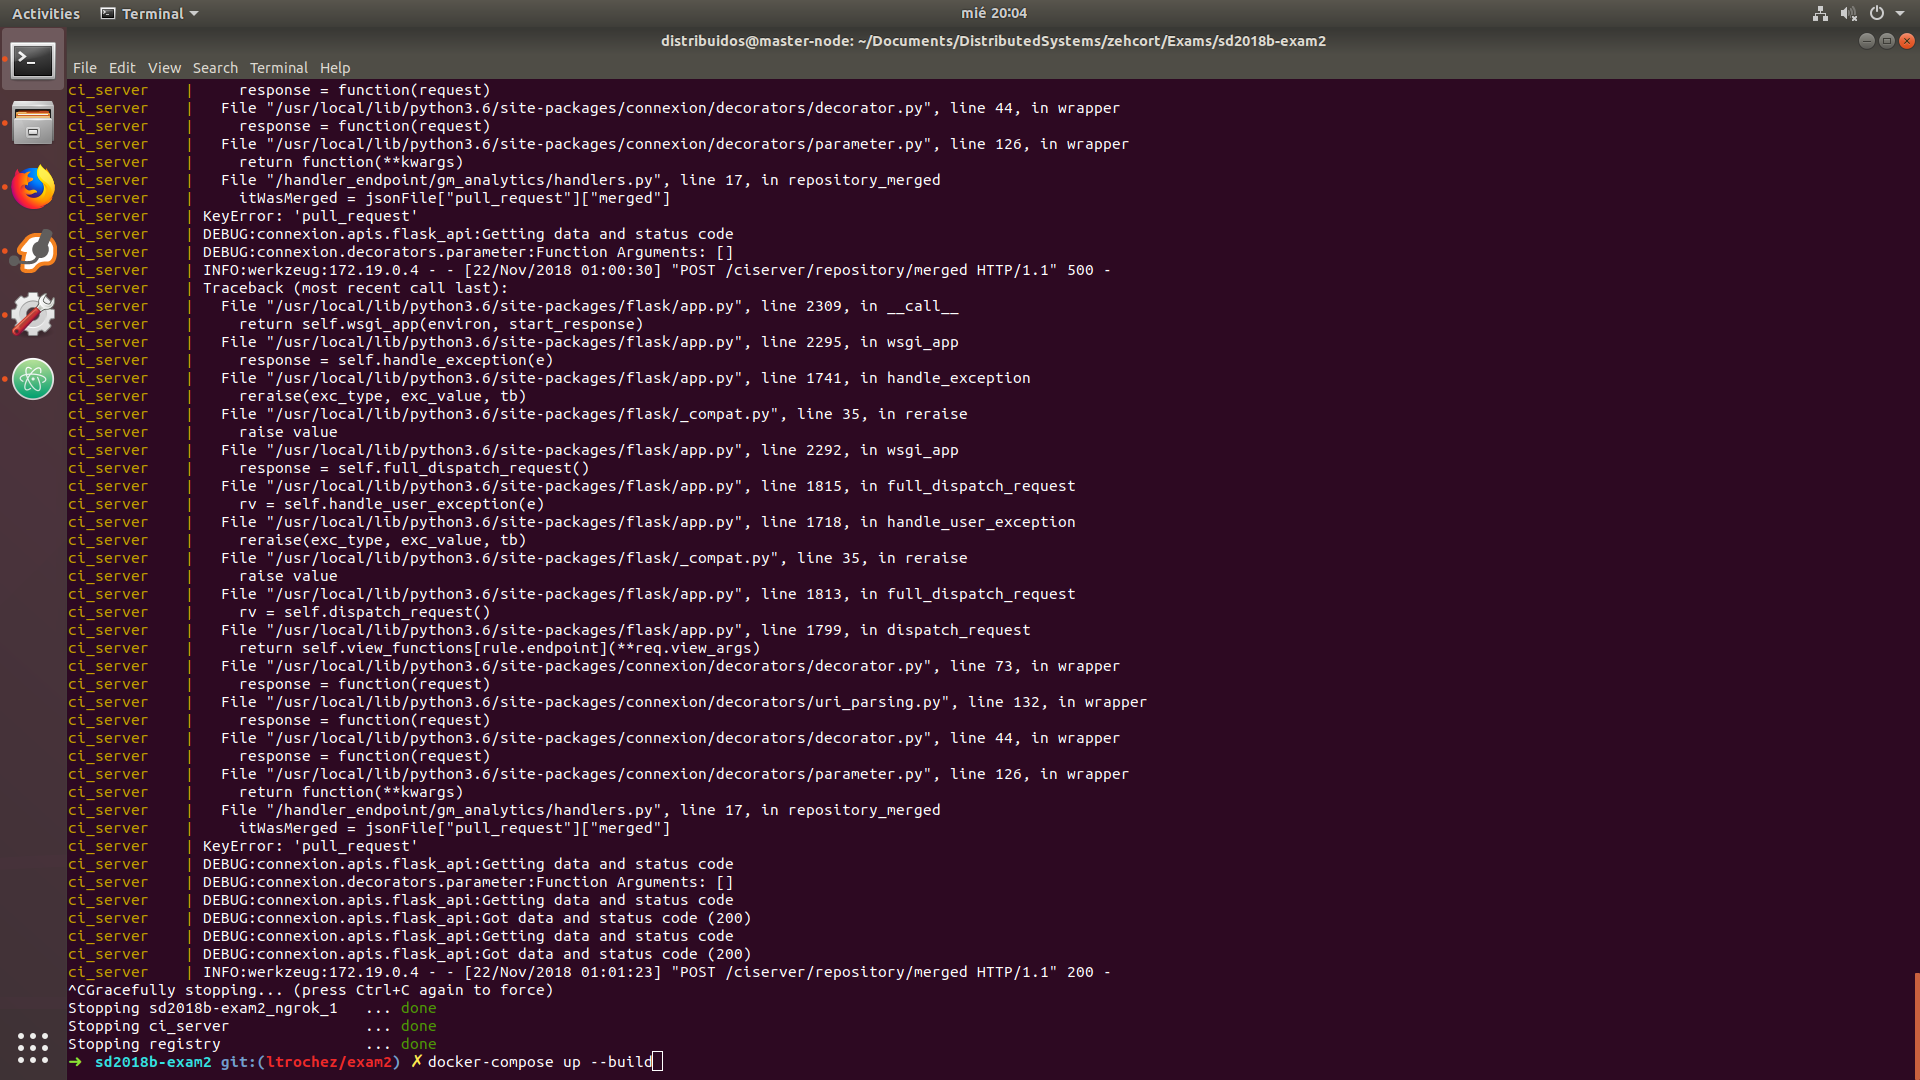 Activities
Terminal
mié 20:04
distribuidos@master-node: ~/Documents/DistributedSystems/zehcort/Exams/sd2018b-exam2
File Edit View Search Terminal Help
ci_server | response = function(request)
ci_server | File "/usr/local/lib/python3.6/site-packages/connexion/decorators/decorator.py", line 44, in wrapper
ci_server | response = function(request)
ci_server | File "/usr/local/lib/python3.6/site-packages/connexion/decorators/parameter.py", line 126, in wrapper
ci_server | return function(**kwargs)
ci_server | File "/handler_endpoint/gm_analytics/handlers.py", line 17, in repository_merged
ci_server | itWasMerged = jsonFile["pull_request"]["merged"]
ci_server | KeyError: 'pull_request'
ci_server | DEBUG:connexion.apis.flask_api:Getting data and status code
ci_server | DEBUG:connexion.decorators.parameter:Function Arguments: []
ci_server | INFO:werkzeug:172.19.0.4 - - [22/Nov/2018 01:00:30] "POST /ciserver/repository/merged HTTP/1.1" 500 -
ci_server | Traceback (most recent call last):
ci_server | File "/usr/local/lib/python3.6/site-packages/flask/app.py", line 2309, in __call__
ci_server | return self.wsgi_app(environ, start_response)
ci_server | File "/usr/local/lib/python3.6/site-packages/flask/app.py", line 2295, in wsgi_app
ci_server | response = self.handle_exception(e)
ci_server | File "/usr/local/lib/python3.6/site-packages/flask/app.py", line 1741, in handle_exception
ci_server | reraise(exc_type, exc_value, tb)
ci_server | File "/usr/local/lib/python3.6/site-packages/flask/_compat.py", line 35, in reraise
ci_server | raise value
ci_server | File "/usr/local/lib/python3.6/site-packages/flask/app.py", line 2292, in wsgi_app
ci_server | response = self.full_dispatch_request()
ci_server | File "/usr/local/lib/python3.6/site-packages/flask/app.py", line 1815, in full_dispatch_request
ci_server | rv = self.handle_user_exception(e)
ci_server | File "/usr/local/lib/python3.6/site-packages/flask/app.py", line 1718, in handle_user_exception
ci_server | reraise(exc_type, exc_value, tb)
ci_server | File "/usr/local/lib/python3.6/site-packages/flask/_compat.py", line 35, in reraise
ci_server | raise value
ci_server | File "/usr/local/lib/python3.6/site-packages/flask/app.py", line 1813, in full_dispatch_request
ci_server | rv = self.dispatch_request()
ci_server | File "/usr/local/lib/python3.6/site-packages/flask/app.py", line 1799, in dispatch_request
ci_server | return self.view_functions[rule.endpoint](**req.view_args)
ci_server | File "/usr/local/lib/python3.6/site-packages/connexion/decorators/decorator.py", line 73, in wrapper
ci_server | response = function(request)
ci_server | File "/usr/local/lib/python3.6/site-packages/connexion/decorators/uri_parsing.py", line 132, in wrapper
ci_server | response = function(request)
ci_server | File "/usr/local/lib/python3.6/site-packages/connexion/decorators/decorator.py", line 44, in wrapper
ci_server | response = function(request)
ci_server | File "/usr/local/lib/python3.6/site-packages/connexion/decorators/parameter.py", line 126, in wrapper
ci_server | return function(**kwargs)
ci_server | File "/handler_endpoint/gm_analytics/handlers.py", line 17, in repository_merged
ci_server | itWasMerged = jsonFile["pull_request"]["merged"]
ci_server | KeyError: 'pull_request'
ci_server | DEBUG:connexion.apis.flask_api:Getting data and status code
ci_server | DEBUG:connexion.decorators.parameter:Function Arguments: []
ci_server | DEBUG:connexion.apis.flask_api:Getting data and status code
ci_server | DEBUG:connexion.apis.flask_api:Got data and status code (200)
ci_server | DEBUG:connexion.apis.flask_api:Getting data and status code
ci_server | DEBUG:connexion.apis.flask_api:Got data and status code (200)
ci_server | INFO:werkzeug:172.19.0.4 - - [22/Nov/2018 01:01:23] "POST /ciserver/repository/merged HTTP/1.1" 200 -
^CGracefully stopping... (press Ctrl+C again to force)
Stopping sd2018b-exam2_ngrok_1 ... done
Stopping ci_server ... done
Stopping registry ... done
➜ sd2018b-exam2 git:(ltrochez/exam2) ✗ docker-compose up --build